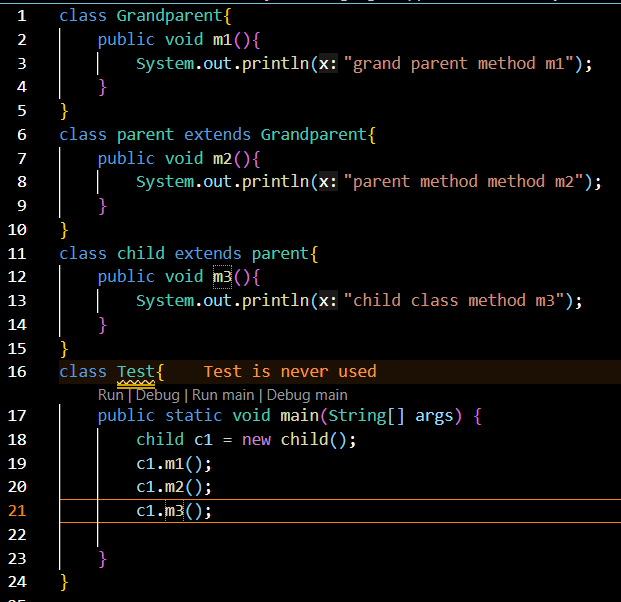 1 class Grandparent{
2 public void m1(){
3 System.out.println(x: "grand parent method m1");
4 }
5 }
6 class parent extends Grandparent{
7 public void m2(){
8 System.out.println(x: "parent method method m2");
9 }
10 }
11 class child extends parent{
12 public void m3(){
13 System.out.println(x: "child class method m3");
14 }
15 }
16 class Test{ Test is never used
Run | Debug | Run main | Debug main
17 public static void main(String[] args) {
18 child c1 = new child();
19 c1.m1();
20 c1.m2();
21 c1.m3();
22
23 }
24 }